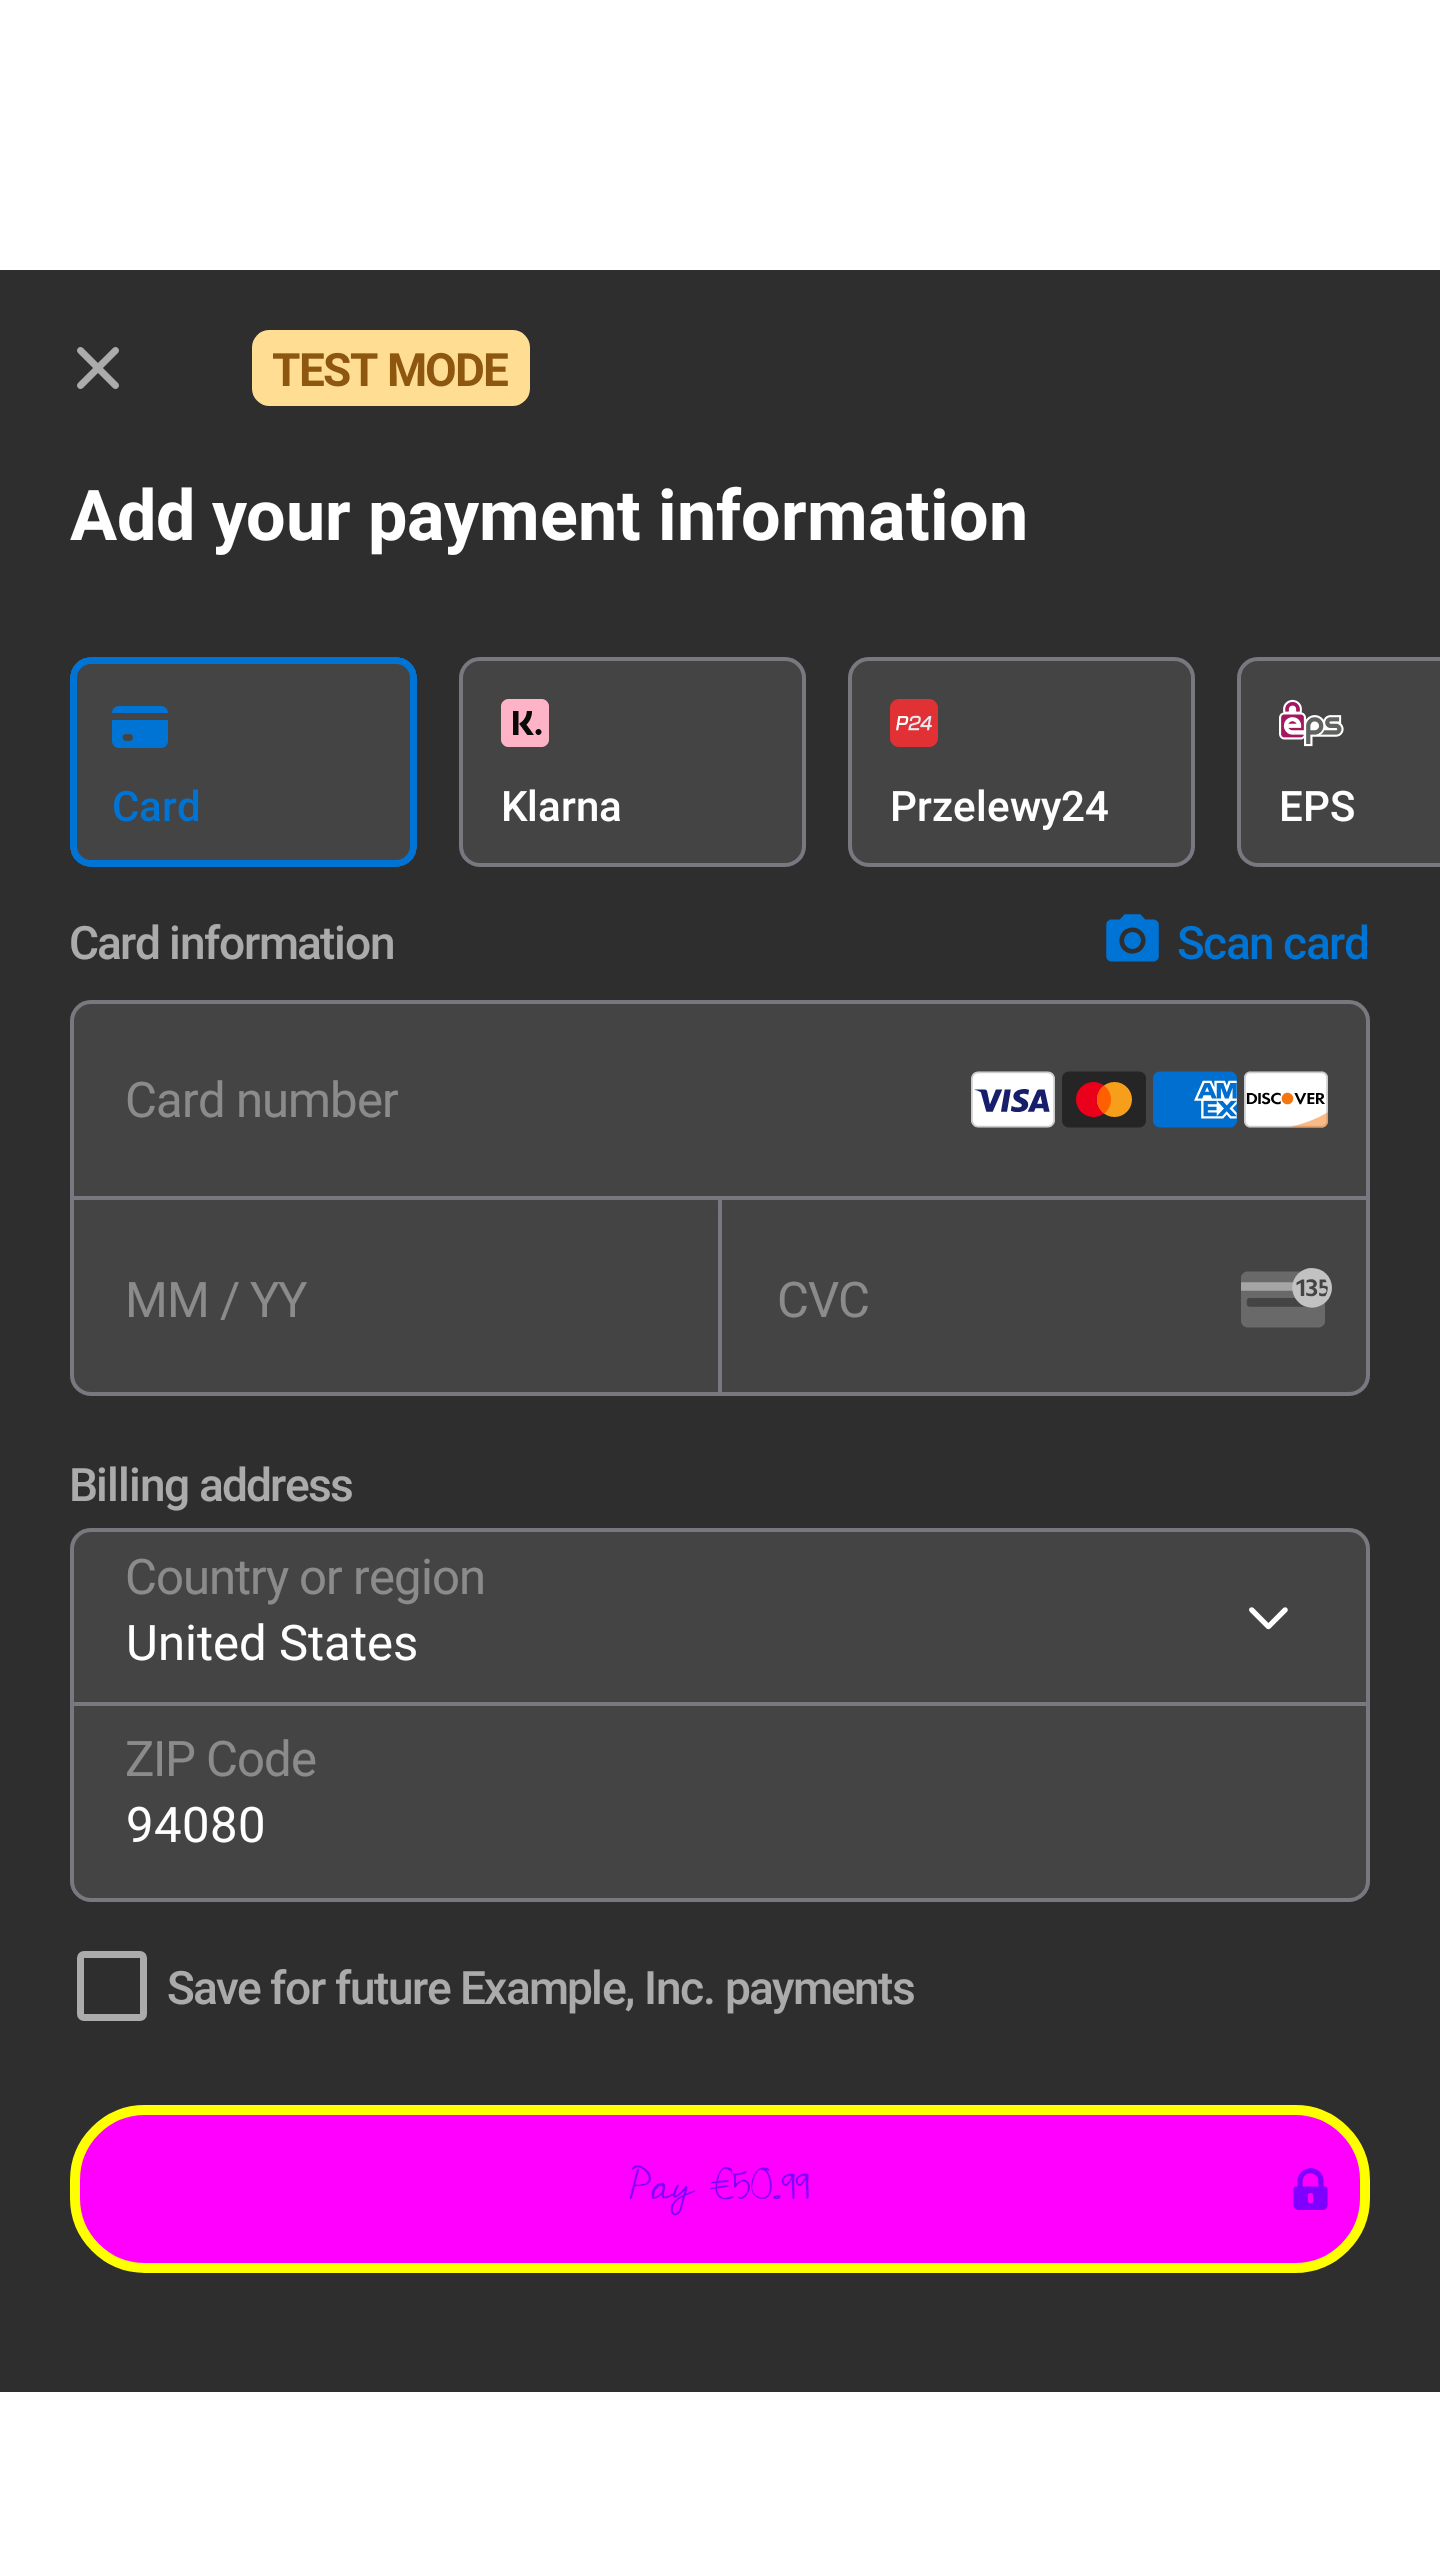 TEST MODE
Add your payment information
K.
P24
eps
Card
Klarna
Przelewy24
EPS
Card information
Scan card
Card number
VISA
AM
EX
DISCOVER
MM / YY
CVC
135
Billing address
Country or region
United States
ZIP Code
94080
Save for future Example, Inc. payments
Pay €50.99